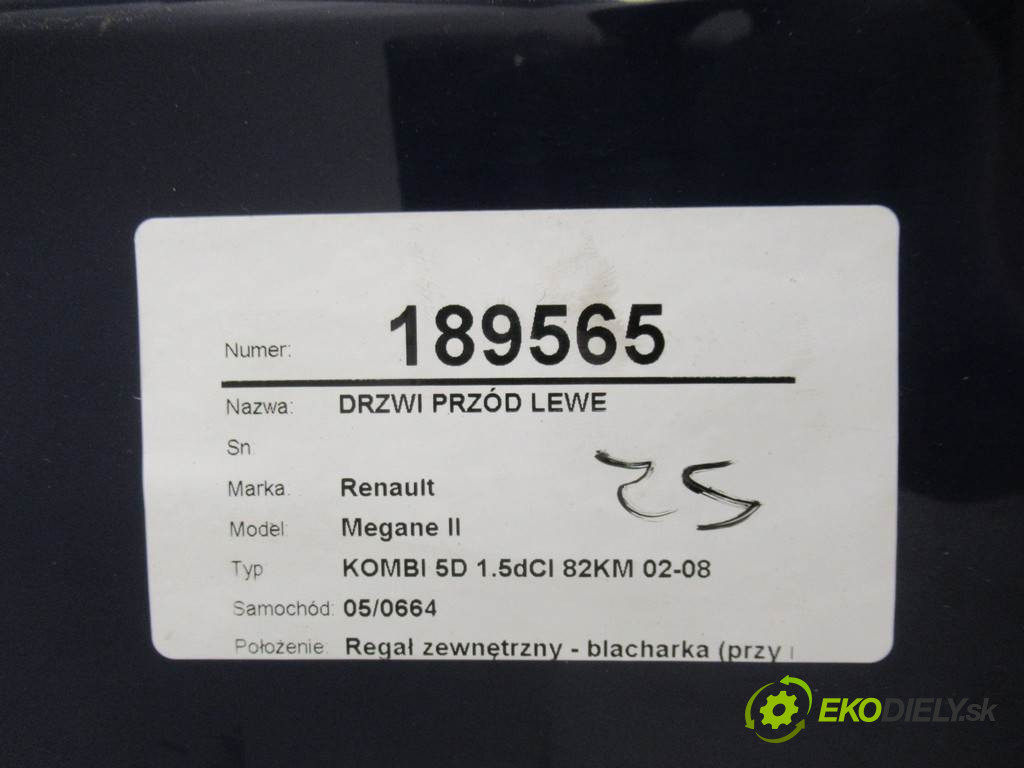 Numer: 189565
Nazwa: DRZWI PRZÓD LEWE
Sn:
Marka: Renault
Model: Megane II
Typ KOMBI 5D 1.5dCI 82KM 02-08
Samochód: 05/0664
Położenie: Regał zewnętrzny - blacharka (przy
EKODIELY.sk